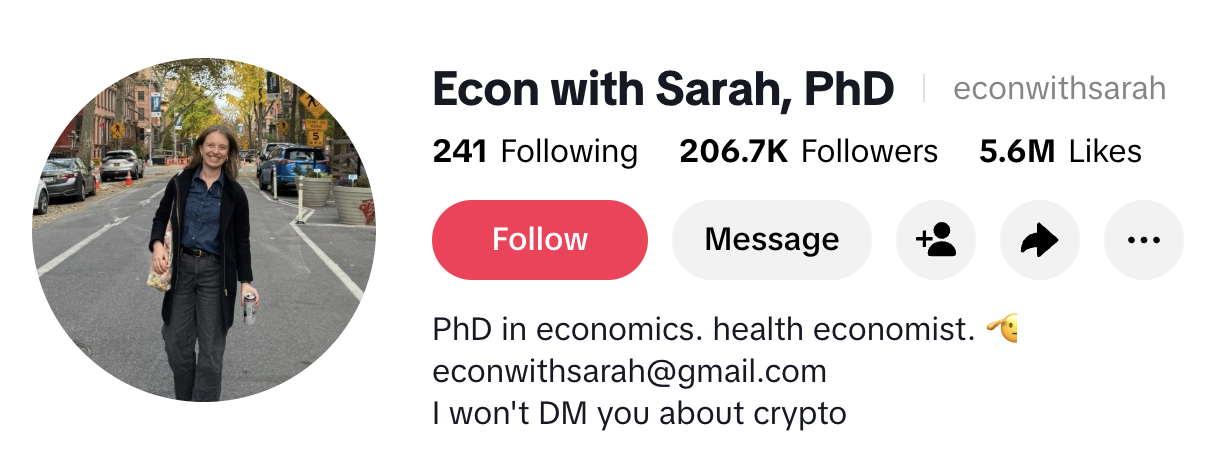 Econ with Sarah, PhD | econwithsarah
241 Following 206.7K Followers 5.6M Likes
Follow Message
PhD in economics. health economist. 🫡
econwithsarah@gmail.com
I won't DM you about crypto